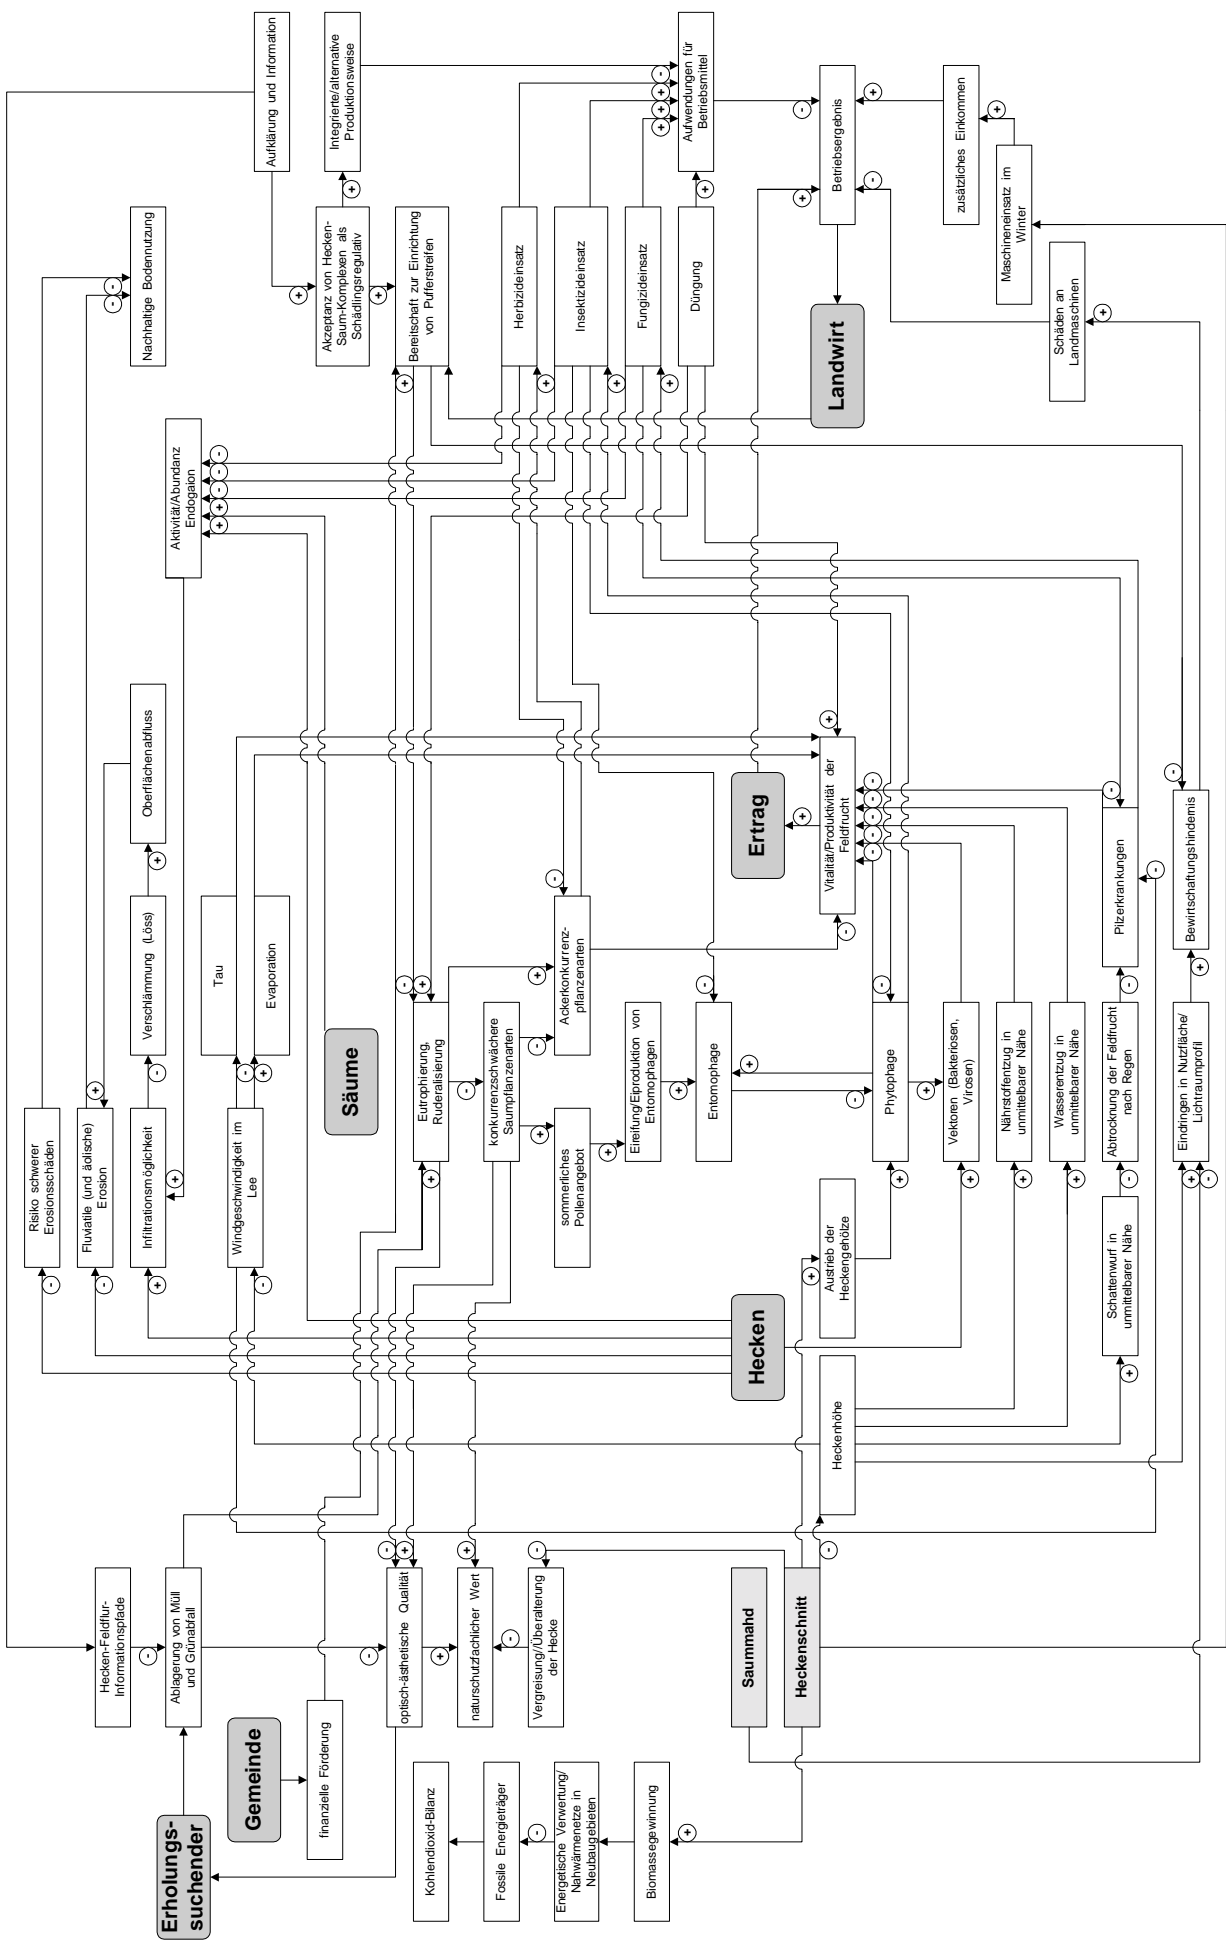 Erholungs-
suchender
Gemeinde
finanzielle Förderung
Kohlendioxid-Bilanz
Fossile Energieträger
Energetische Verwertung/
Nahwärmenetze in
Neubaugebieten
Biomassegewinnung
Hecken-Feldflur-
Informationspfade
Ablagerung von Müll
und Grünabfall
optisch-ästhetische Qualität
naturschutzfachlicher Wert
Vergreisung//Überalterung
der Hecke
Saummahd
Heckenschnitt
Risiko schwerer
Erosionsschäden
Fluviatile (und äolische)
Erosion
Infiltrationsmöglichkeit
Windgeschwindigkeit im
Lee
Hecken
Heckenhöhe
Austrieb der
Heckengehölze
Schattenwurf in
unmittelbarer Nähe
Verschlämmung (Löss)
Tau
Evaporation
Säume
Eutrophierung,
Ruderalisierung
konkurrenzschwächere
Saumpflanzenarten
sommerliches
Pollenangebot
Ackerkonkurrenz-
pflanzenarten
Eireifung/Eiproduktion von
Entomophagen
Entomophage
Phytophage
Vektoren (Bakteriosen,
Virosen)
Nährstoffentzug in
unmittelbarer Nähe
Wasserentzug in
unmittelbarer Nähe
Abtrocknung der Feldfrucht
nach Regen
Eindringen in Nutzfläche/
Lichtraumprofil
Oberflächenabfluss
Ertrag
Vitalität/Produktivität der
Feldfrucht
Pilzerkrankungen
Bewirtschaftungshindernis
Aktivität/Abundanz
Endogaion
Nachhaltige Bodennutzung
Akzeptanz von Hecken-
Saum-Komplexen als
Schädlingsregulativ
Bereitschaft zur Einrichtung
von Pufferstreifen
Herbizideinsatz
Insektizideinsatz
Fungizideinsatz
Düngung
Landwirt
Schäden an
Landmaschinen
Maschineneinsatz im
Winter
Aufklärung und Information
Integrierte/alternative
Produktionsweise
Aufwendungen für
Betriebsmittel
Betriebsergebnis
zusätzliches Einkommen